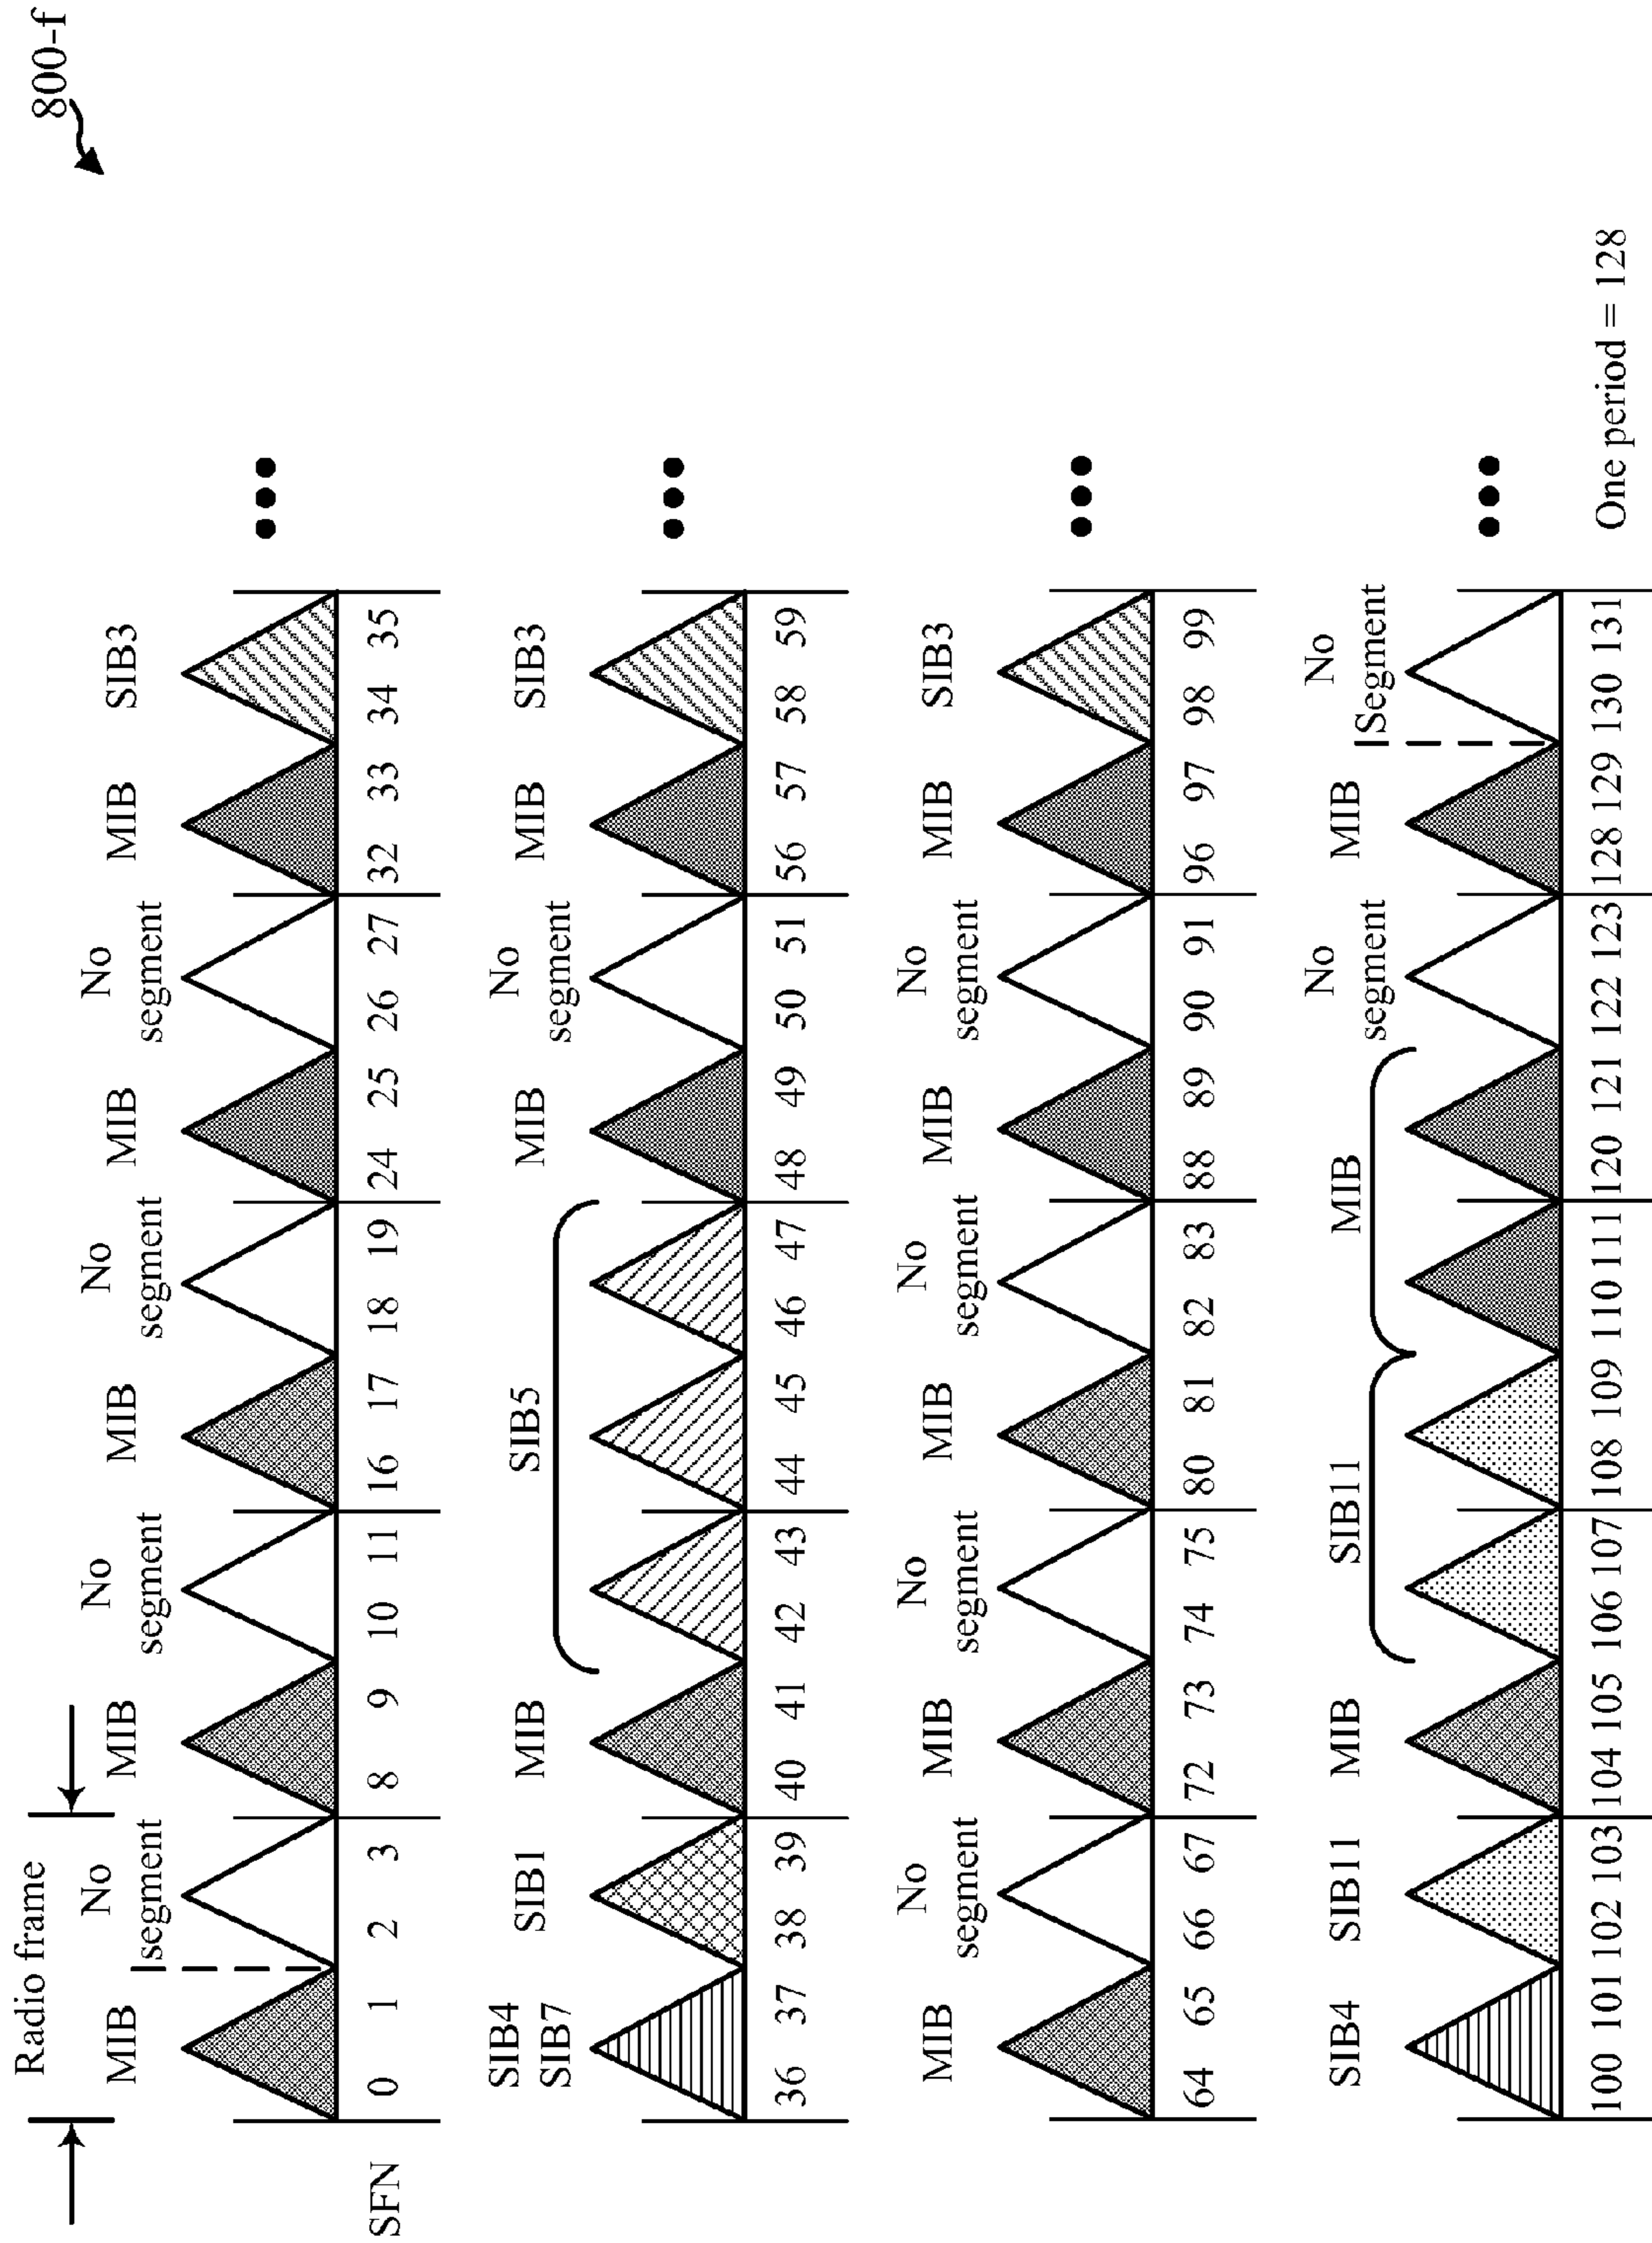 800-f
Radio frame
MIB
No segment
MIB
No segment
MIB
No segment
MIB
No segment
MIB
SIB3
SFN
0 1 2 3 8 9 10 11 16 17 18 19 24 25 26 27 32 33 34 35
SIB4
SIB7
SIB1
MIB
SIB5
MIB
No segment
MIB
SIB3
36 37 38 39 40 41 42 43 44 45 46 47 48 49 50 51 56 57 58 59
MIB
No segment
MIB
No segment
MIB
No segment
MIB
No segment
MIB
SIB3
64 65 66 67 72 73 74 75 80 81 82 83 88 89 90 91 96 97 98 99
SIB4
SIB11
MIB
SIB11
MIB
No segment
MIB
No Segment
100 101 102 103 104 105 106 107 108 109 110 111 120 121 122 123 128 129 130 131
One period = 128